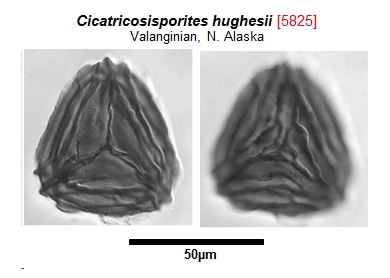 Cicatricosisporites hughesii [5825]
Valanginian, N. Alaska
50µm